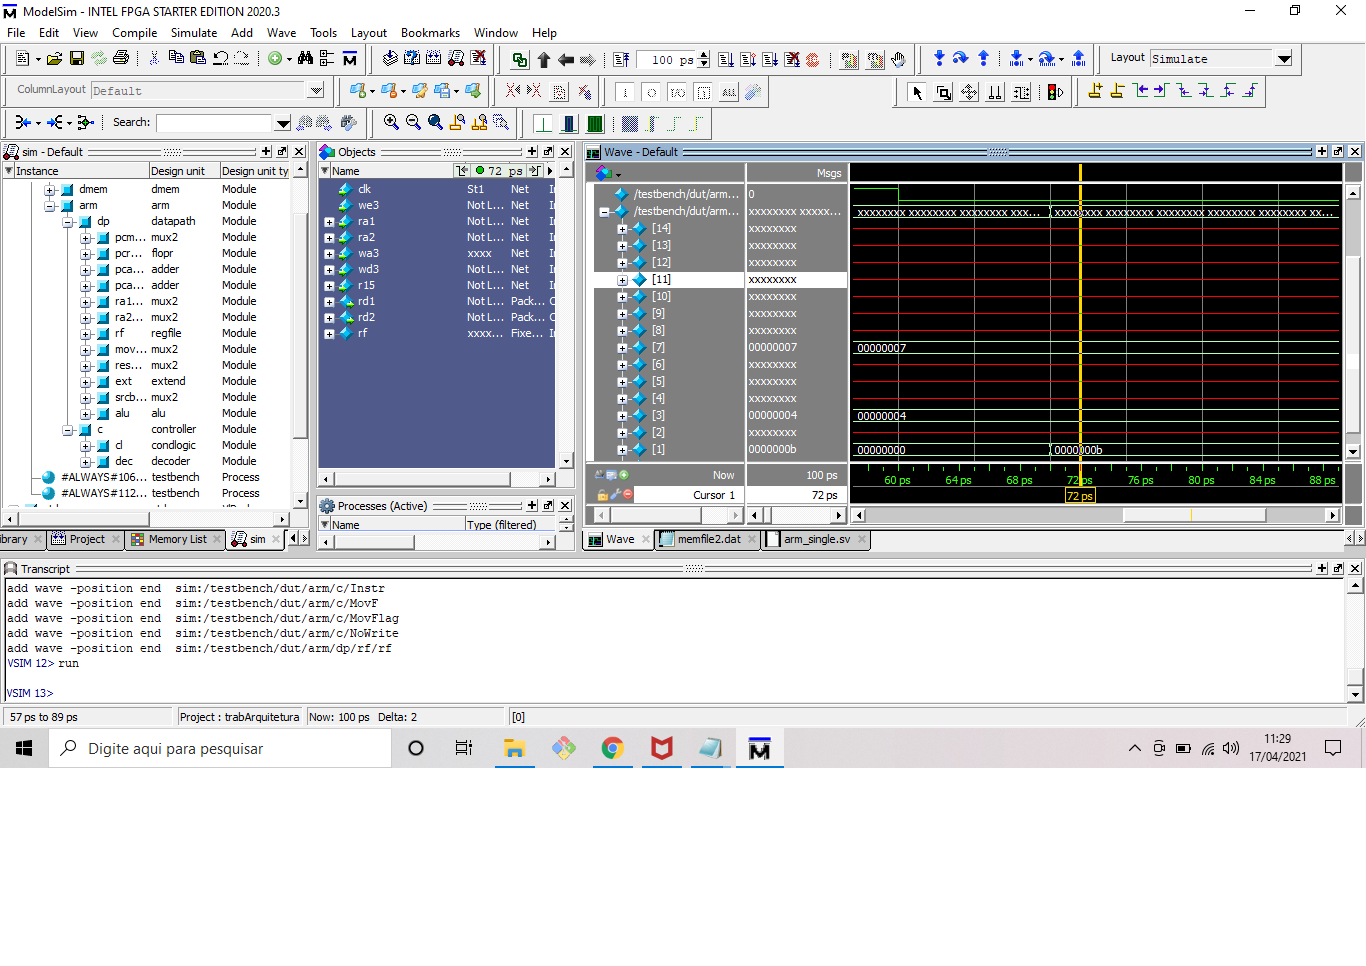 ModelSim - INTEL FPGA STARTER EDITION 2020.3
File Edit View Compile Simulate Add Wave Tools Layout Bookmarks Window Help
100 ps
Layout Simulate
ColumnLayout Default
Search:
sim - Default
Instance Design unit Design unit ty
dmem dmem Module
arm arm Module
dp datapath Module
pcm... mux2 Module
pcr... flopr Module
pca... adder Module
pca... adder Module
ra1... mux2 Module
ra2... mux2 Module
rf regfile Module
mov... mux2 Module
res... mux2 Module
ext extend Module
srcb... mux2 Module
alu alu Module
c controller Module
cl condlogic Module
dec decoder Module
#ALWAYS#106... testbench Process
#ALWAYS#112... testbench Process
ibrary Project Memory List sim
Objects
Name 72 ps
clk St1 Net I
we3 Not L... Net I
ra1 Not L... Net I
ra2 Not L... Net I
wa3 xxxx Net I
wd3 Not L... Net I
r15 Not L... Net I
rd1 Not L... Pack... C
rd2 Not L... Pack... C
rf xxxx... Fixe... I
Processes (Active)
Name Type (filtered)
Wave - Default
Msgs
/testbench/dut/arm... 0
/testbench/dut/arm... xxxxxxxx xxxxx... xxxxxxxx xxxxxxxx xxxxxxxx xxx... xxxxxxxx xxxxxxxx xxxxxxxx xxxxxxxx xxxxxxxx xx...
[14] xxxxxxxx
[13] xxxxxxxx
[12] xxxxxxxx
[11] xxxxxxxx
[10] xxxxxxxx
[9] xxxxxxxx
[8] xxxxxxxx
[7] 00000007 00000007
[6] xxxxxxxx
[5] xxxxxxxx
[4] xxxxxxxx
[3] 00000004 00000004
[2] xxxxxxxx
[1] 0000000b 00000000 0000000b
Now 100 ps 60 ps 64 ps 68 ps 72 ps 76 ps 80 ps 84 ps 88 ps
Cursor 1 72 ps 72 ps
Wave memfile2.dat arm_single.sv
Transcript
add wave -position end sim:/testbench/dut/arm/c/Instr
add wave -position end sim:/testbench/dut/arm/c/MovF
add wave -position end sim:/testbench/dut/arm/c/MovFlag
add wave -position end sim:/testbench/dut/arm/c/NoWrite
add wave -position end sim:/testbench/dut/arm/dp/rf/rf
VSIM 12> run
VSIM 13>
57 ps to 89 ps Project : trabArquitetura Now: 100 ps Delta: 2 [0]
Digite aqui para pesquisar
11:29
17/04/2021